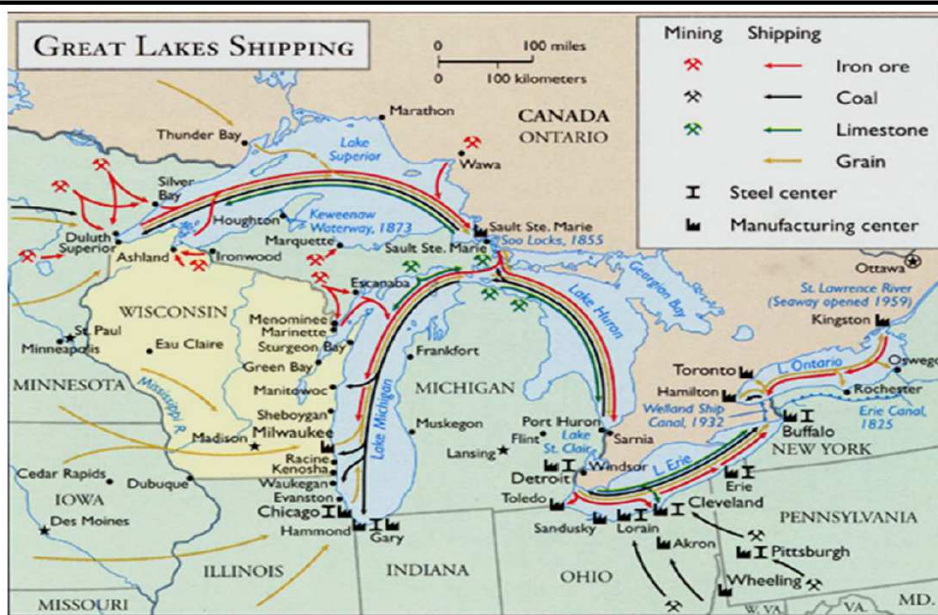 GREAT LAKES SHIPPING
0 100 miles
0 100 kilometers
Mining Shipping
Iron ore
Coal
Limestone
Grain
Steel center
Manufacturing center
Marathon
CANADA
ONTARIO
Thunder Bay
Lake
Superior
Wawa
Silver
Bay
Houghton
Keweenaw
Waterway, 1873
Sault Ste. Marie
Sault Ste. Marie
Soo Locks, 1855
Duluth
Superior
Marquette
Ashland
Ironwood
Escanaba
Georgian Bay
Lake Huron
Ottawa
St. Lawrence River
(Seaway opened 1959)
Kingston
WISCONSIN
Menominee
Marinette
Sturgeon Bay
Green Bay
St. Paul
Minneapolis
Eau Claire
MINNESOTA
Mississippi R.
Manitowoc
Frankfort
MICHIGAN
Lake Michigan
Toronto
L. Ontario
Oswego
Hamilton
Rochester
Welland Ship
Canal, 1932
Erie Canal,
1825
Sheboygan
Madison
Milwaukee
Muskegon
Port Huron
Flint
Lake
St. Clair
Sarnia
Buffalo
NEW YORK
Lansing
Racine
Kenosha
Waukegan
Evanston
Chicago
Hammond
Gary
Cedar Rapids
Dubuque
IOWA
Des Moines
Windsor
Detroit
L. Erie
Erie
Toledo
Cleveland
Sandusky
Lorain
Akron
PENNSYLVANIA
Pittsburgh
Wheeling
ILLINOIS
INDIANA
OHIO
MISSOURI
W. VA.
VA.
MD.